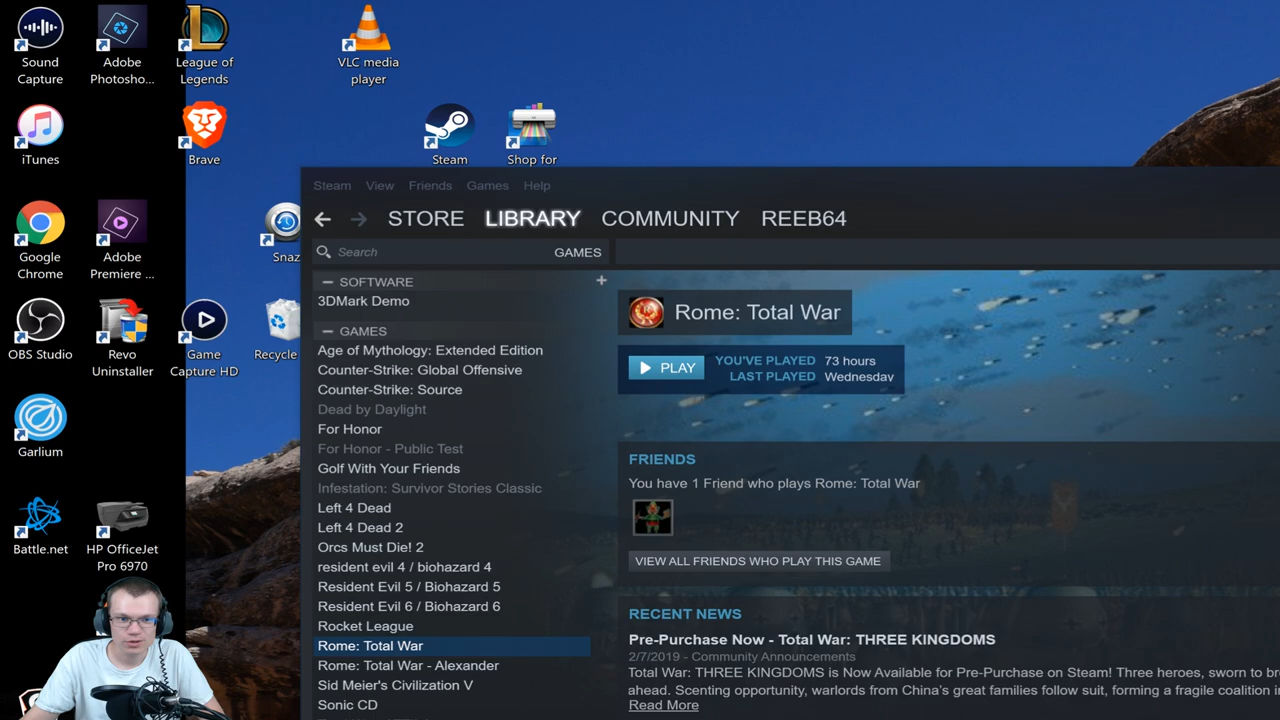 Sound
Capture
Adobe
Photosho...
League of
Legends
VLC media
player
iTunes
Brave
Steam
Shop for
Google
Chrome
Adobe
Premiere ...
Snaz
OBS Studio
Revo
Uninstaller
Game
Capture HD
Recycle
Garlium
Battle.net
HP OfficeJet
Pro 6970
Steam View Friends Games Help
STORE LIBRARY COMMUNITY REEB64
Search GAMES
— SOFTWARE +
3DMark Demo
— GAMES
Age of Mythology: Extended Edition
Counter-Strike: Global Offensive
Counter-Strike: Source
Dead by Daylight
For Honor
For Honor - Public Test
Golf With Your Friends
Infestation: Survivor Stories Classic
Left 4 Dead
Left 4 Dead 2
Orcs Must Die! 2
resident evil 4 / biohazard 4
Resident Evil 5 / Biohazard 5
Resident Evil 6 / Biohazard 6
Rocket League
Rome: Total War
Rome: Total War - Alexander
Sid Meier's Civilization V
Sonic CD
Rome: Total War
PLAY
YOU'VE PLAYED 73 hours
LAST PLAYED Wednesday
FRIENDS
You have 1 Friend who plays Rome: Total War
VIEW ALL FRIENDS WHO PLAY THIS GAME
RECENT NEWS
Pre-Purchase Now - Total War: THREE KINGDOMS
2/7/2019 - Community Announcements
Total War: THREE KINGDOMS is Now Available for Pre-Purchase on Steam! Three heroes, sworn to br
ahead. Scenting opportunity, warlords from China's great families follow suit, forming a fragile coalition i
Read More